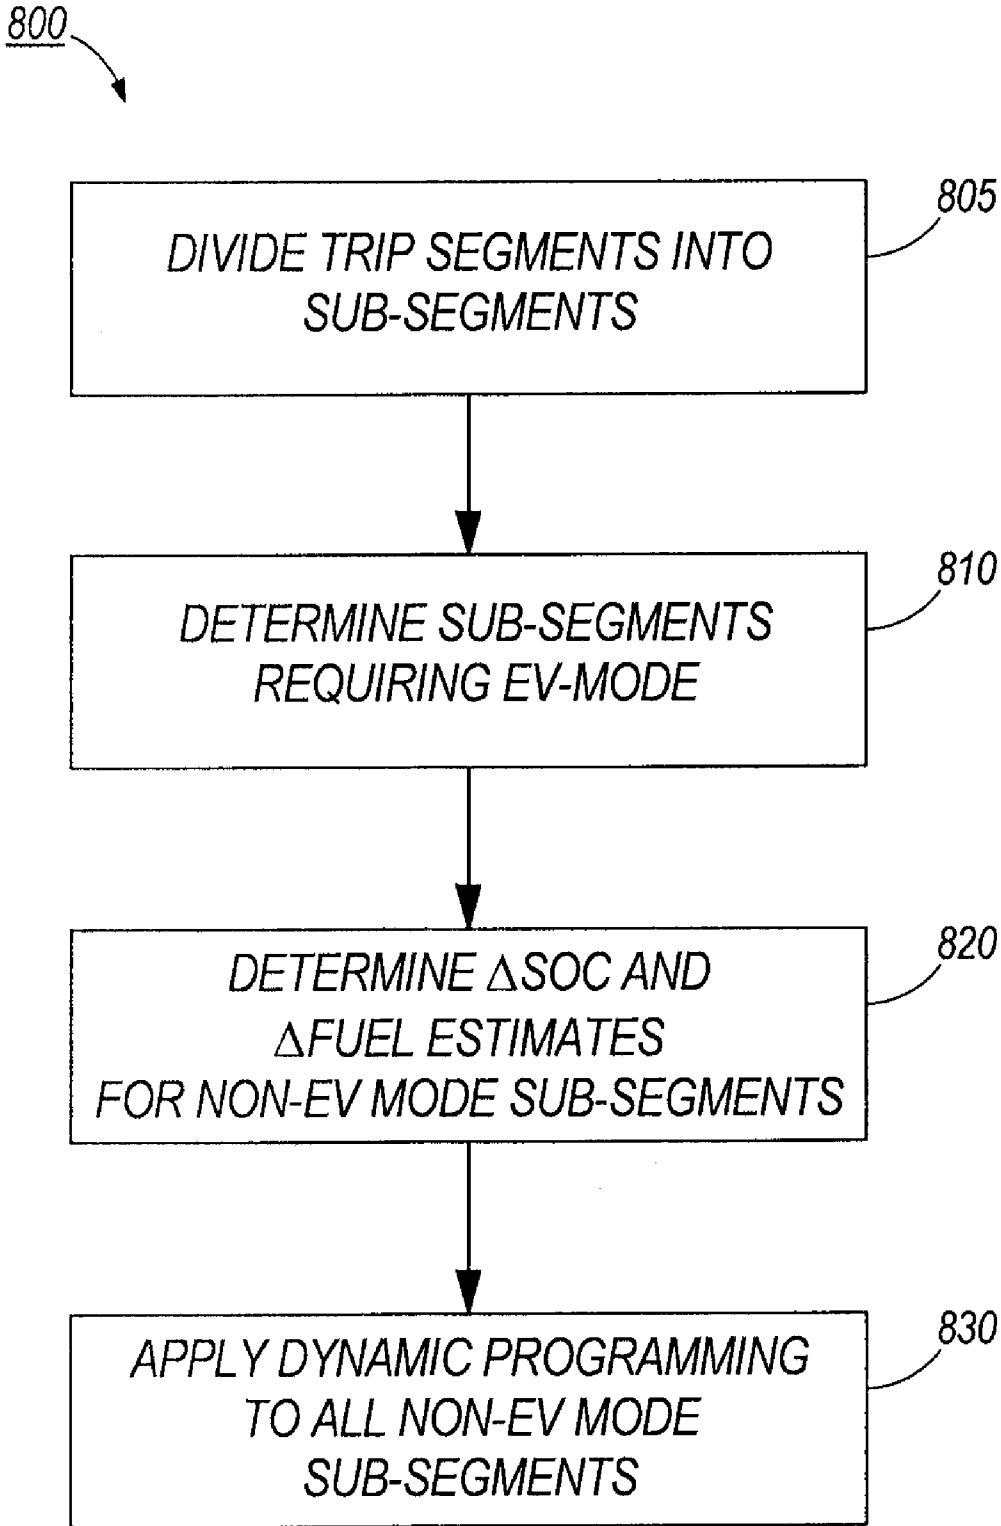 800
805
DIVIDE TRIP SEGMENTS INTO
SUB-SEGMENTS
810
DETERMINE SUB-SEGMENTS
REQUIRING EV-MODE
820
DETERMINE ΔSOC AND
ΔFUEL ESTIMATES
FOR NON-EV MODE SUB-SEGMENTS
830
APPLY DYNAMIC PROGRAMMING
TO ALL NON-EV MODE
SUB-SEGMENTS